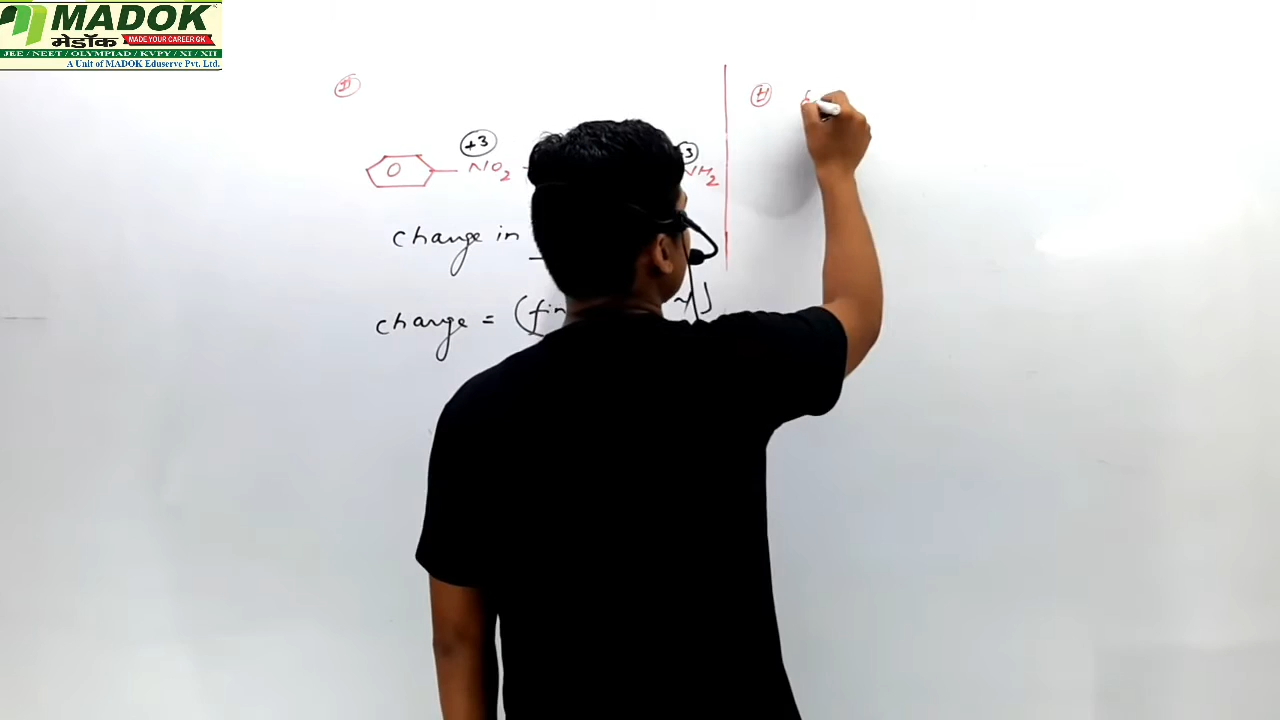 MADOK
मेडॉक MADE YOUR CAREER GK
JEE / NEET / OLYMPIAD / KVPY / XI / XII
A Unit of MADOK Eduserve Pvt. Ltd.
+3
NO2
NH2
change in
change = (fin